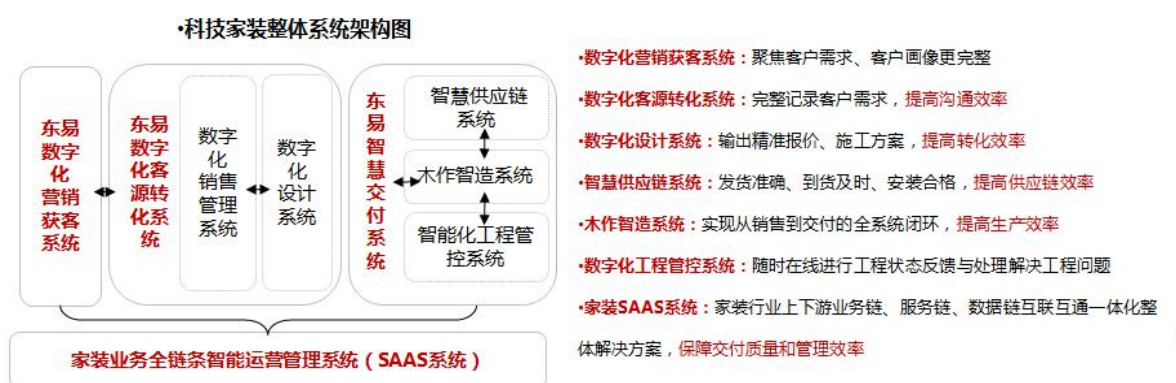 •科技家装整体系统架构图
东易
数字
化
营销
获客
系统
东易
数字
化客
源转
化系
统
数字
化
销售
管理
系统
数字
化
设计
系统
东
易
智
慧
交
付
系
统
智慧供应链
系统
木作智造系统
智能化工程管
控系统
家装业务全链条智能运营管理系统（SAAS系统）
•数字化营销获客系统：聚焦客户需求、客户画像更完整
•数字化客源转化系统：完整记录客户需求，提高沟通效率
•数字化设计系统：输出精准报价、施工方案，提高转化效率
•智慧供应链系统：发货准确、到货及时、安装合格，提高供应链效率
•木作智造系统：实现从销售到交付的全系统闭环，提高生产效率
•数字化工程管控系统：随时在线进行工程状态反馈与处理解决工程问题
•家装SAAS系统：家装行业上下游业务链、服务链、数据链互联互通一体化整
体解决方案，保障交付质量和管理效率